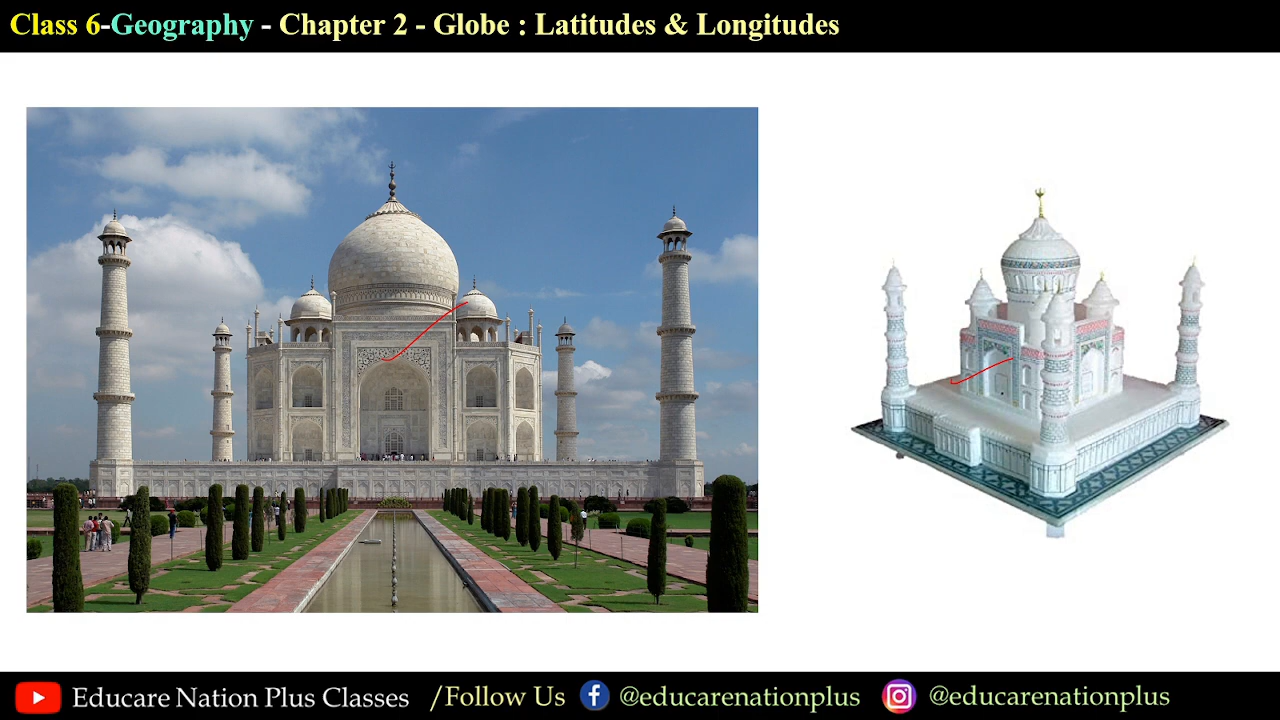 Class 6-Geography - Chapter 2 - Globe : Latitudes & Longitudes
Educare Nation Plus Classes /Follow Us @educarenationplus @educarenationplus